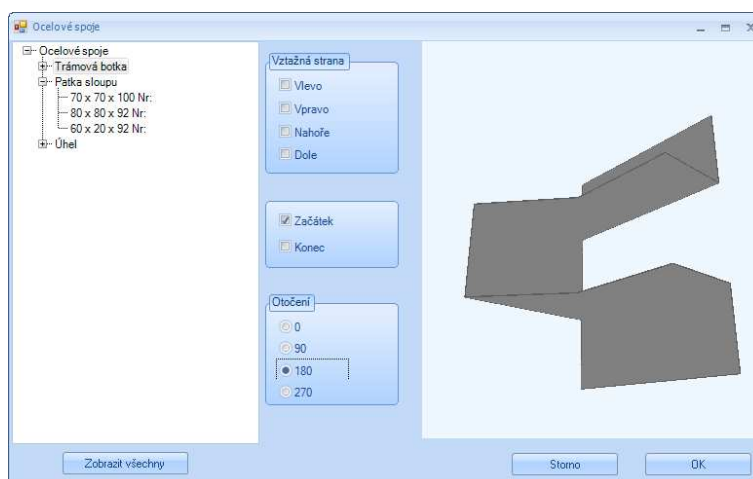 Ocelové spoje
Ocelové spoje
Trámová botka
Patka sloupu
70 x 70 x 100 Nr:
80 x 80 x 92 Nr:
60 x 20 x 92 Nr:
Úhel
Vztažná strana
Vlevo
Vpravo
Nahoře
Dole
Začátek
Konec
Otočení
0
90
180
270
Zobrazit všechny
Storno
OK